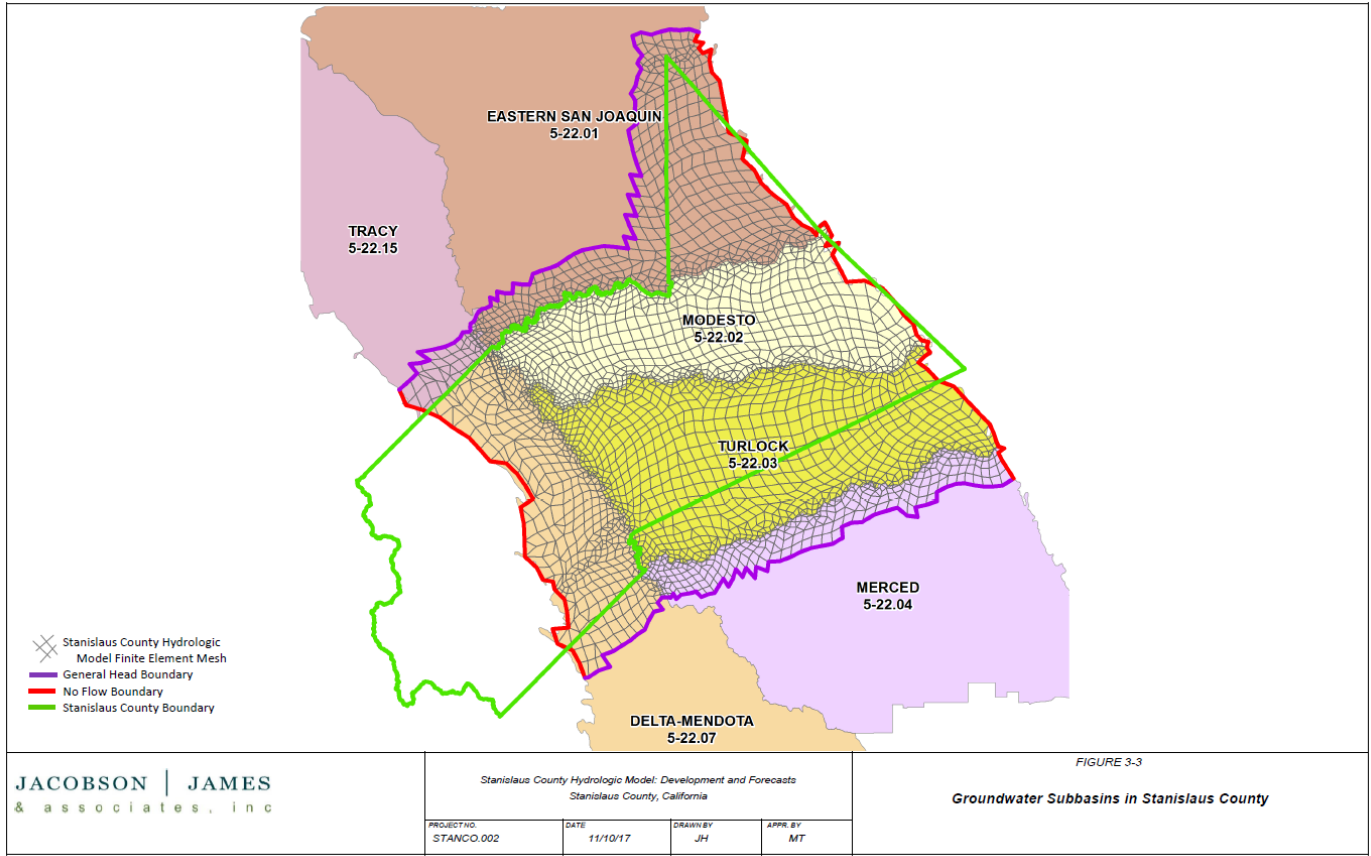 EASTERN SAN JOAQUIN
5-22.01
TRACY
5-22.15
MODESTO
5-22.02
TURLOCK
5-22.03
MERCED
5-22.04
DELTA-MENDOTA
5-22.07
Stanislaus County Hydrologic
Model Finite Element Mesh
General Head Boundary
No Flow Boundary
Stanislaus County Boundary
JACOBSON | JAMES
& associates, inc
Stanislaus County Hydrologic Model: Development and Forecasts
Stanislaus County, California
PROJECT NO.
STANCO.002
DATE
11/10/17
DRAWN BY
JH
APPR. BY
MT
FIGURE 3-3
Groundwater Subbasins in Stanislaus County